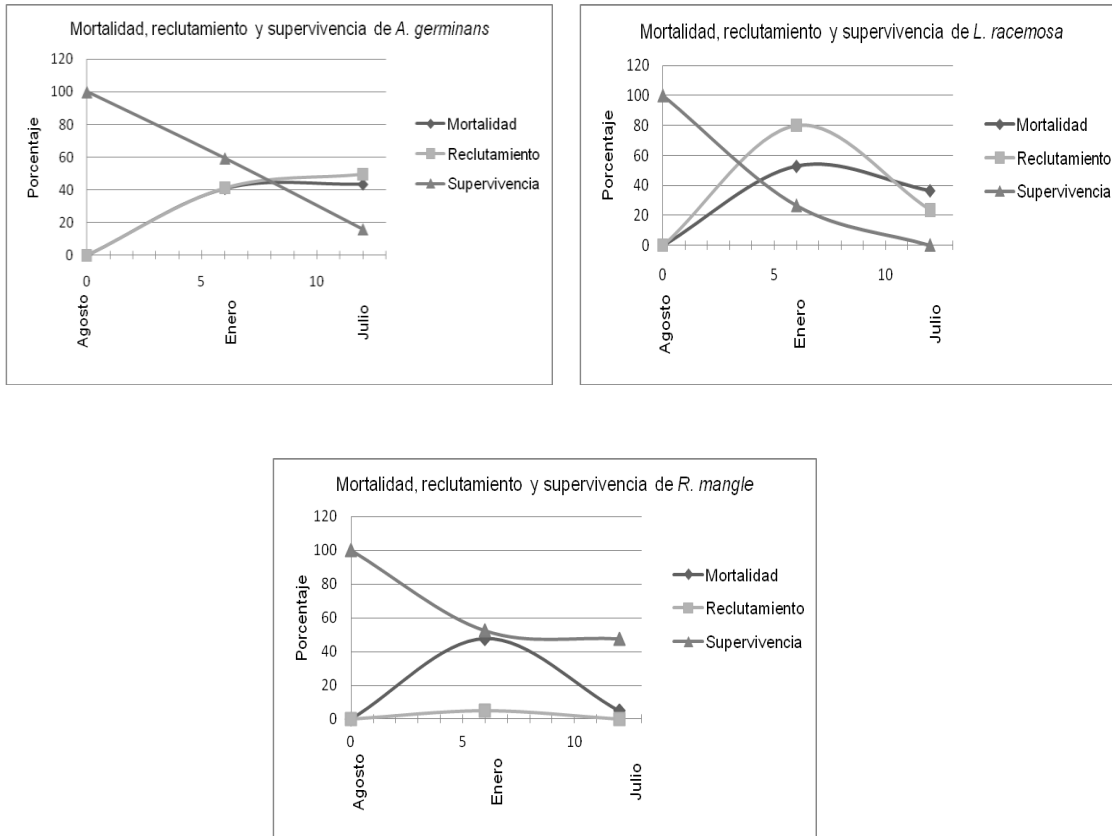 Mortalidad, reclutamiento y supervivencia de A. germinans
120
100
80
60
40
20
0
Porcentaje
0
5
10
Agosto
Enero
Julio
Mortalidad
Reclutamiento
Supervivencia
Mortalidad, reclutamiento y supervivencia de L. racemosa
120
100
80
60
40
20
0
Porcentaje
0
5
10
Agosto
Enero
Julio
Mortalidad
Reclutamiento
Supervivencia
Mortalidad, reclutamiento y supervivencia de R. mangle
120
100
80
60
40
20
0
Porcentaje
0
5
10
Agosto
Enero
Julio
Mortalidad
Reclutamiento
Supervivencia